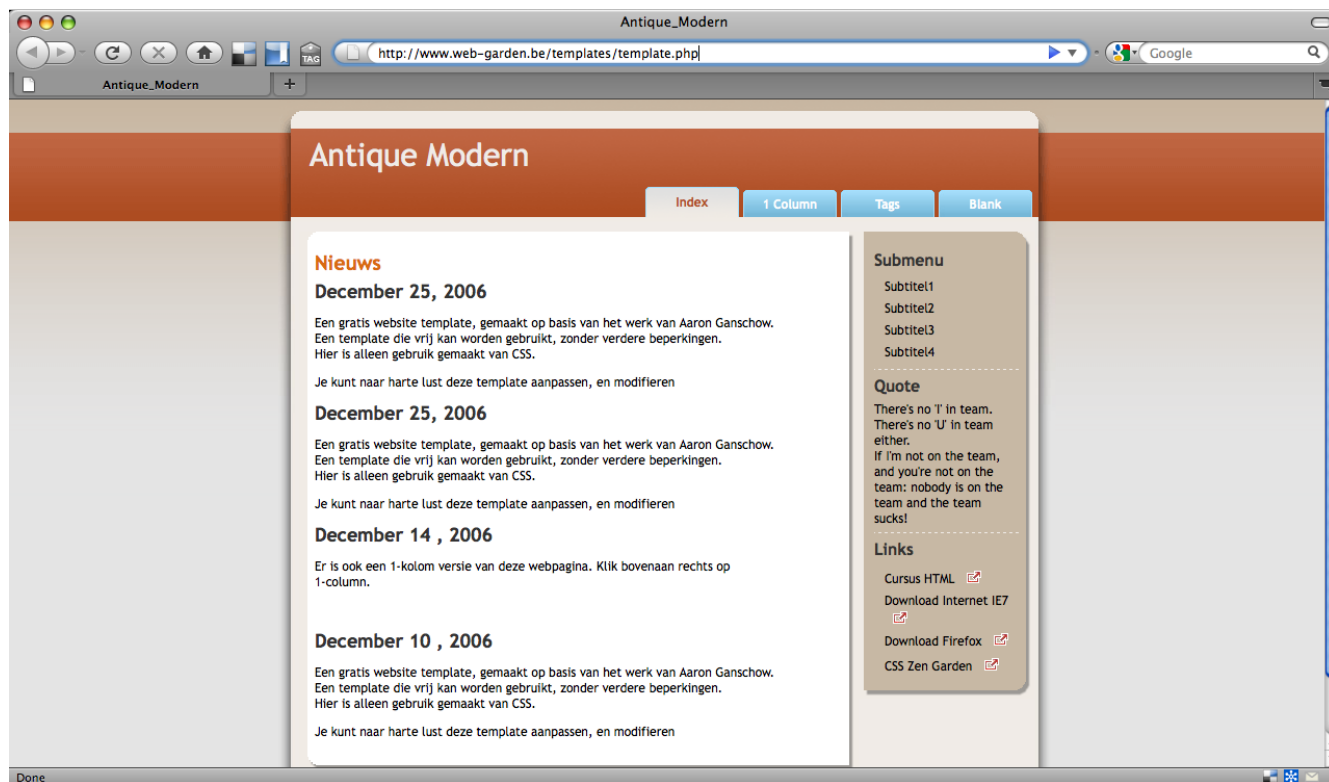 Antique_Modern
TAG
http://www.web-garden.be/templates/template.php
Google
Antique_Modern
Antique Modern
Index
1 Column
Tags
Blank
Nieuws
December 25, 2006
Een gratis website template, gemaakt op basis van het werk van Aaron Ganschow.
Een template die vrij kan worden gebruikt, zonder verdere beperkingen.
Hier is alleen gebruik gemaakt van CSS.
Je kunt naar harte lust deze template aanpassen, en modifieren
December 25, 2006
Een gratis website template, gemaakt op basis van het werk van Aaron Ganschow.
Een template die vrij kan worden gebruikt, zonder verdere beperkingen.
Hier is alleen gebruik gemaakt van CSS.
Je kunt naar harte lust deze template aanpassen, en modifieren
December 14 , 2006
Er is ook een 1-kolom versie van deze webpagina. Klik bovenaan rechts op
1-column.
December 10 , 2006
Een gratis website template, gemaakt op basis van het werk van Aaron Ganschow.
Een template die vrij kan worden gebruikt, zonder verdere beperkingen.
Hier is alleen gebruik gemaakt van CSS.
Je kunt naar harte lust deze template aanpassen, en modifieren
Submenu
Subtitel1
Subtitel2
Subtitel3
Subtitel4
Quote
There's no 'I' in team.
There's no 'U' in team
either.
If I'm not on the team,
and you're not on the
team: nobody is on the
team and the team
sucks!
Links
Cursus HTML
Download Internet IE7
Download Firefox
CSS Zen Garden
Done